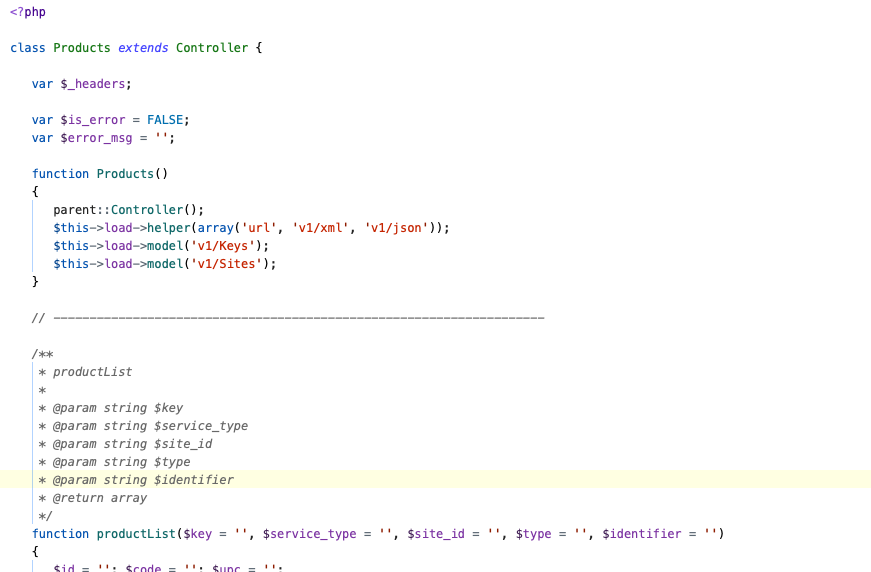 <?php
class Products extends Controller {
var $_headers;
var $is_error = FALSE;
var $error_msg = '';
function Products()
{
parent::Controller();
$this->load->helper(array('url', 'v1/xml', 'v1/json'));
$this->load->model('v1/Keys');
$this->load->model('v1/Sites');
}
// --------------------------------------------------------------------
/**
* productList
*
* @param string $key
* @param string $service_type
* @param string $site_id
* @param string $type
* @param string $identifier
* @return array
*/
function productList($key = '', $service_type = '', $site_id = '', $type = '', $identifier = '')
{
$id = ''; $code = ''; $upc = '';